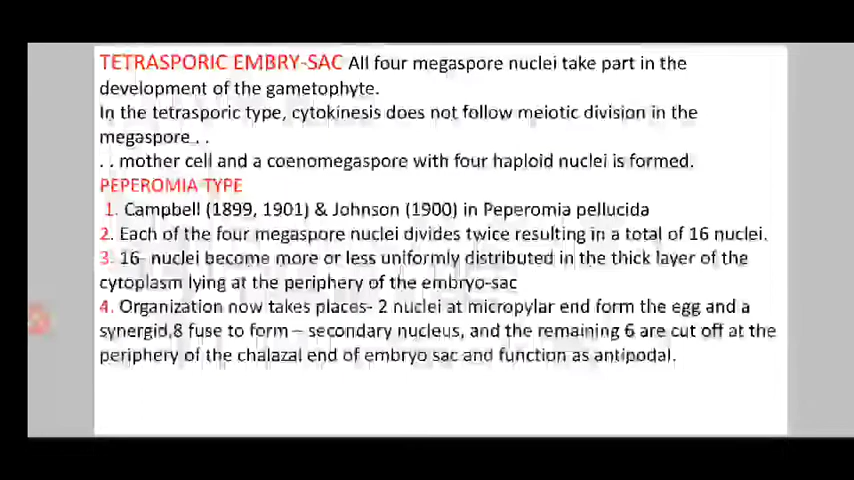 TETRASPORIC EMBRY-SAC All four megaspore nuclei take part in the
development of the gametophyte.
In the tetrasporic type, cytokinesis does not follow meiotic division in the
megaspore . .
. . mother cell and a coenomegaspore with four haploid nuclei is formed.
PEPEROMIA TYPE
1. Campbell (1899, 1901) & Johnson (1900) in Peperomia pellucida
2. Each of the four megaspore nuclei divides twice resulting in a total of 16 nuclei.
3. 16- nuclei become more or less uniformly distributed in the thick layer of the
cytoplasm lying at the periphery of the embryo-sac
4. Organization now takes places- 2 nuclei at micropylar end form the egg and a
synergid,8 fuse to form – secondary nucleus, and the remaining 6 are cut off at the
periphery of the chalazal end of embryo sac and function as antipodal.